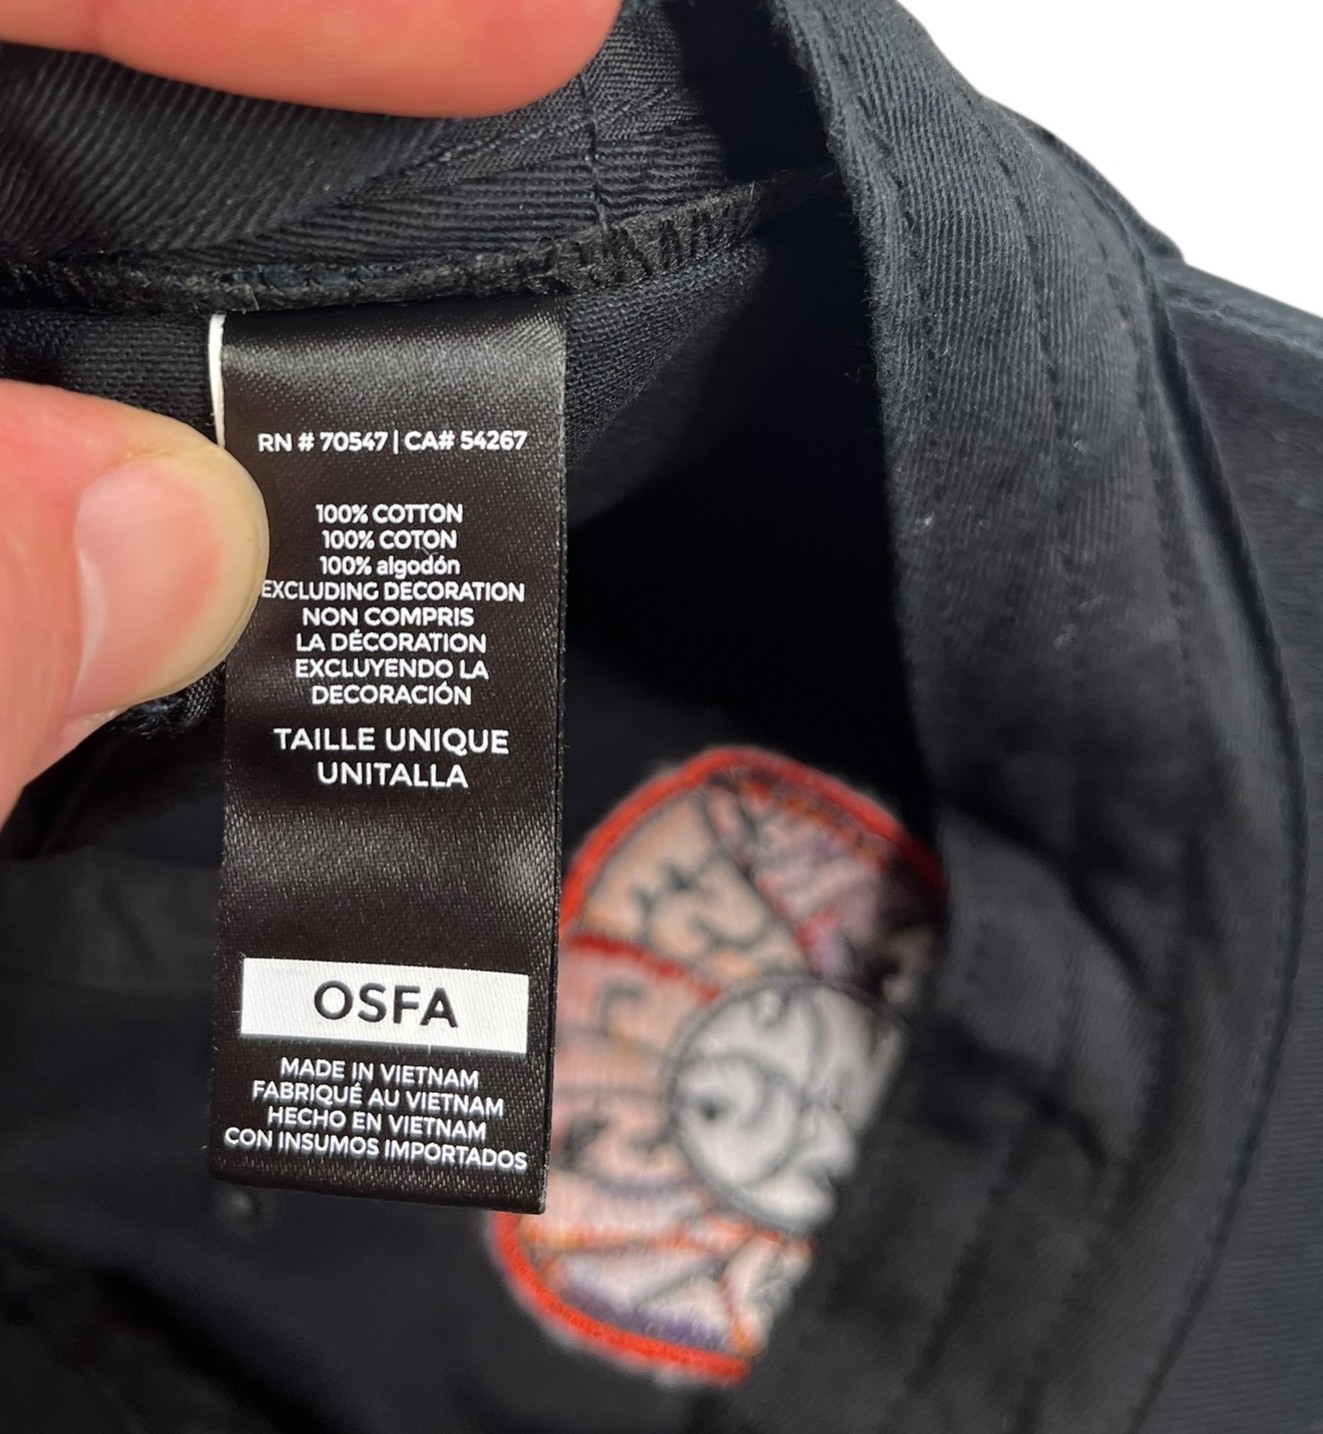 RN # 70547 | CA# 54267
100% COTTON
100% COTON
100% algodón
EXCLUDING DECORATION
NON COMPRIS
LA DÉCORATION
EXCLUYENDO LA
DECORACIÓN
TAILLE UNIQUE
UNITALLA
OSFA
MADE IN VIETNAM
FABRIQUÉ AU VIETNAM
HECHO EN VIETNAM
CON INSUMOS IMPORTADOS